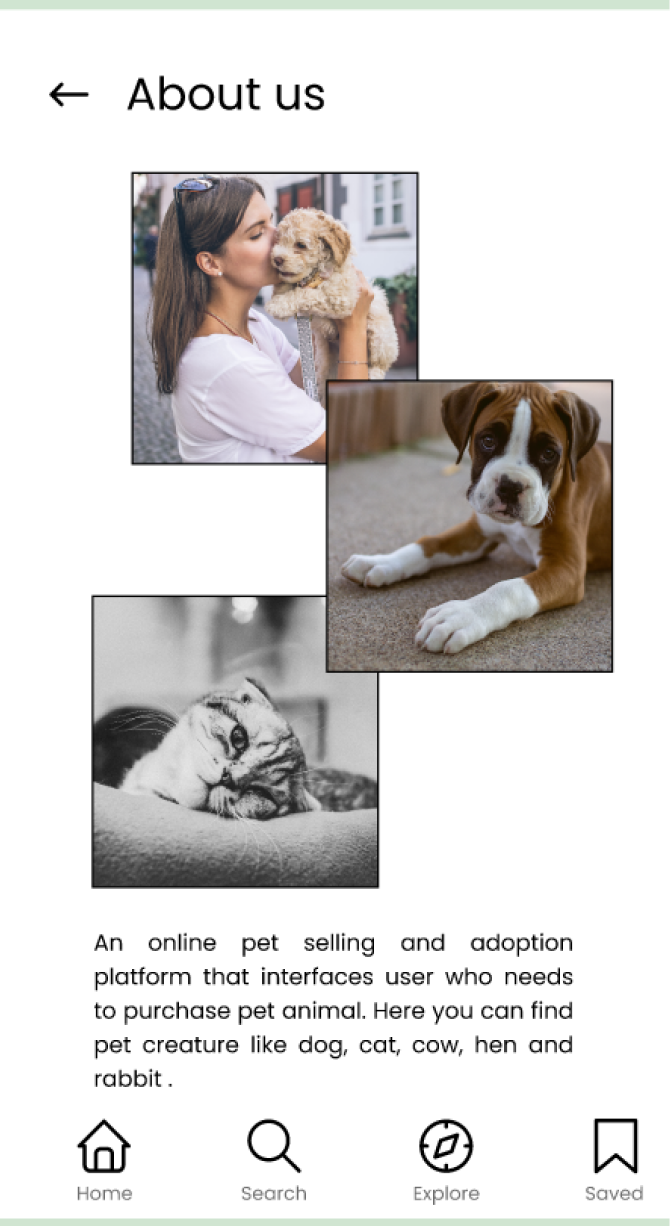 About us
An online pet selling and adoption
platform that interfaces user who needs
to purchase pet animal. Here you can find
pet creature like dog, cat, cow, hen and
rabbit .
Home Search Explore Saved